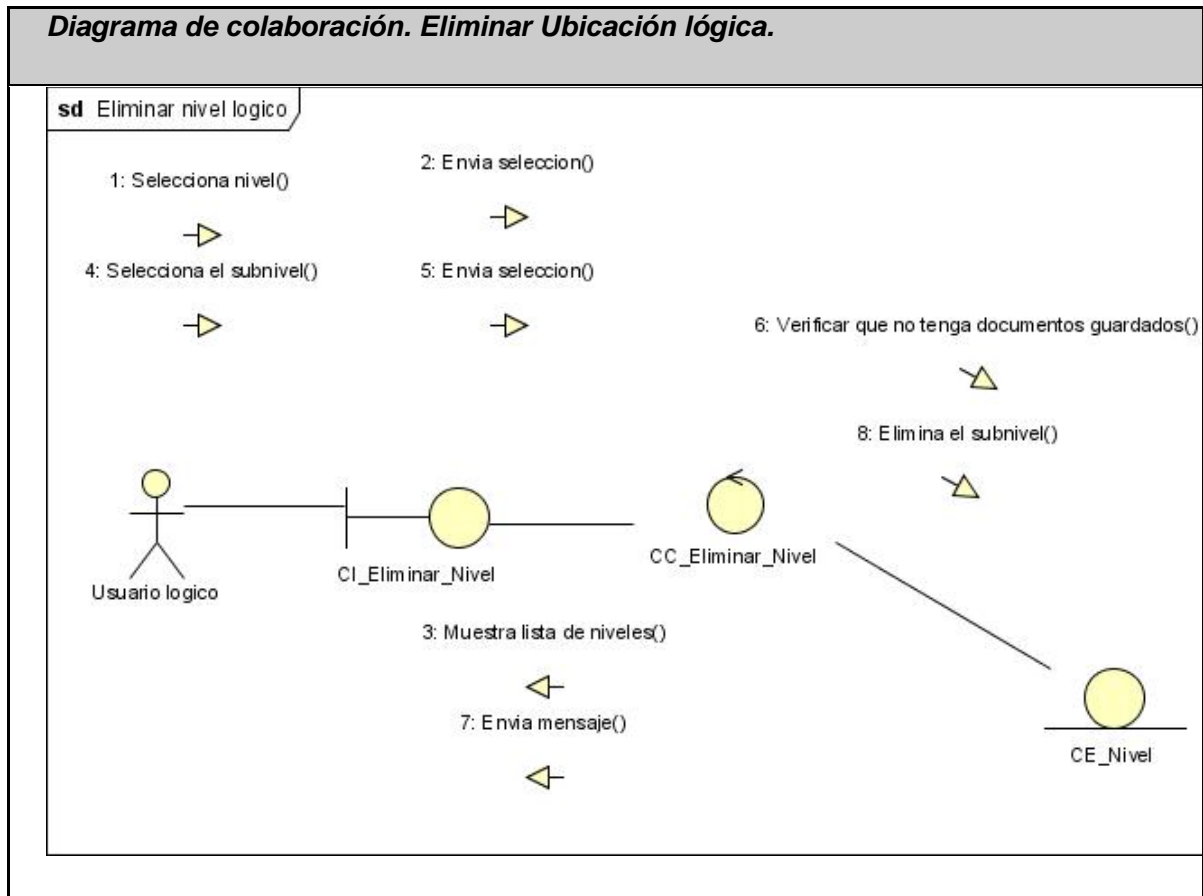 Diagrama de colaboración. Eliminar Ubicación lógica.
sd Eliminar nivel logico
1: Selecciona nivel()
2: Envia seleccion()
4: Selecciona el subnivel()
5: Envia seleccion()
6: Verificar que no tenga documentos guardados()
8: Elimina el subnivel()
Usuario logico
CI_Eliminar_Nivel
CC_Eliminar_Nivel
3: Muestra lista de niveles()
7: Envia mensaje()
CE_Nivel